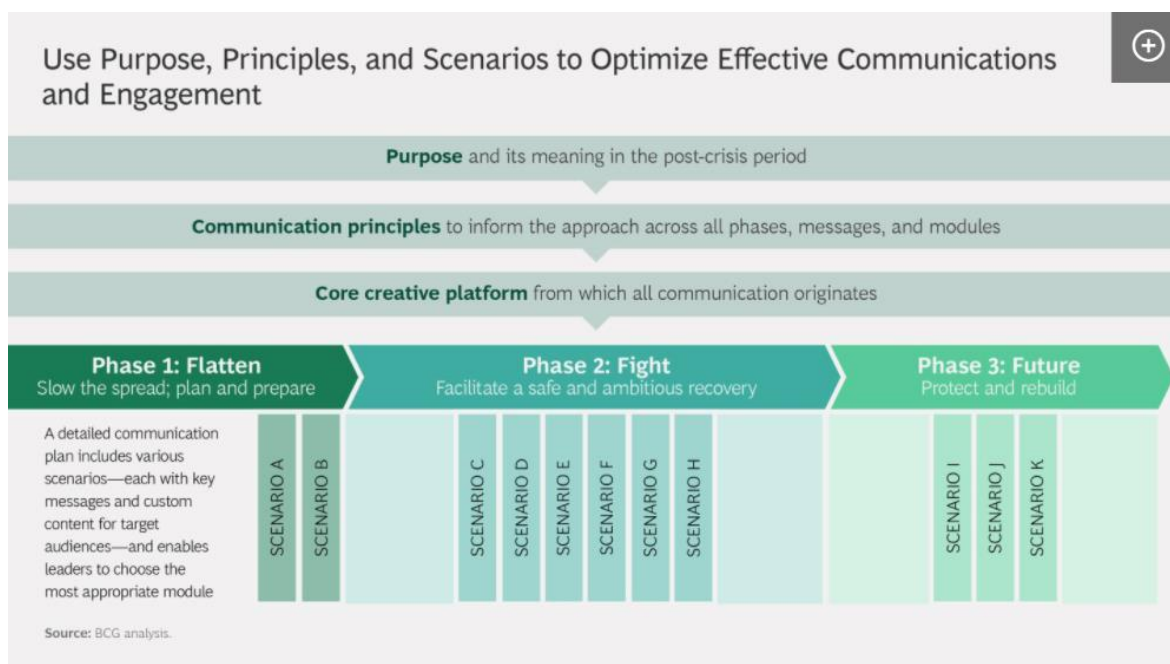 Use Purpose, Principles, and Scenarios to Optimize Effective Communications
and Engagement
Purpose and its meaning in the post-crisis period
Communication principles to inform the approach across all phases, messages, and modules
Core creative platform from which all communication originates
Phase 1: Flatten
Slow the spread; plan and prepare
Phase 2: Fight
Facilitate a safe and ambitious recovery
Phase 3: Future
Protect and rebuild
A detailed communication
plan includes various
scenarios—each with key
messages and custom
content for target
audiences—and enables
leaders to choose the
most appropriate module
SCENARIO A
SCENARIO B
SCENARIO C
SCENARIO D
SCENARIO E
SCENARIO F
SCENARIO G
SCENARIO H
SCENARIO I
SCENARIO J
SCENARIO K
Source: BCG analysis.